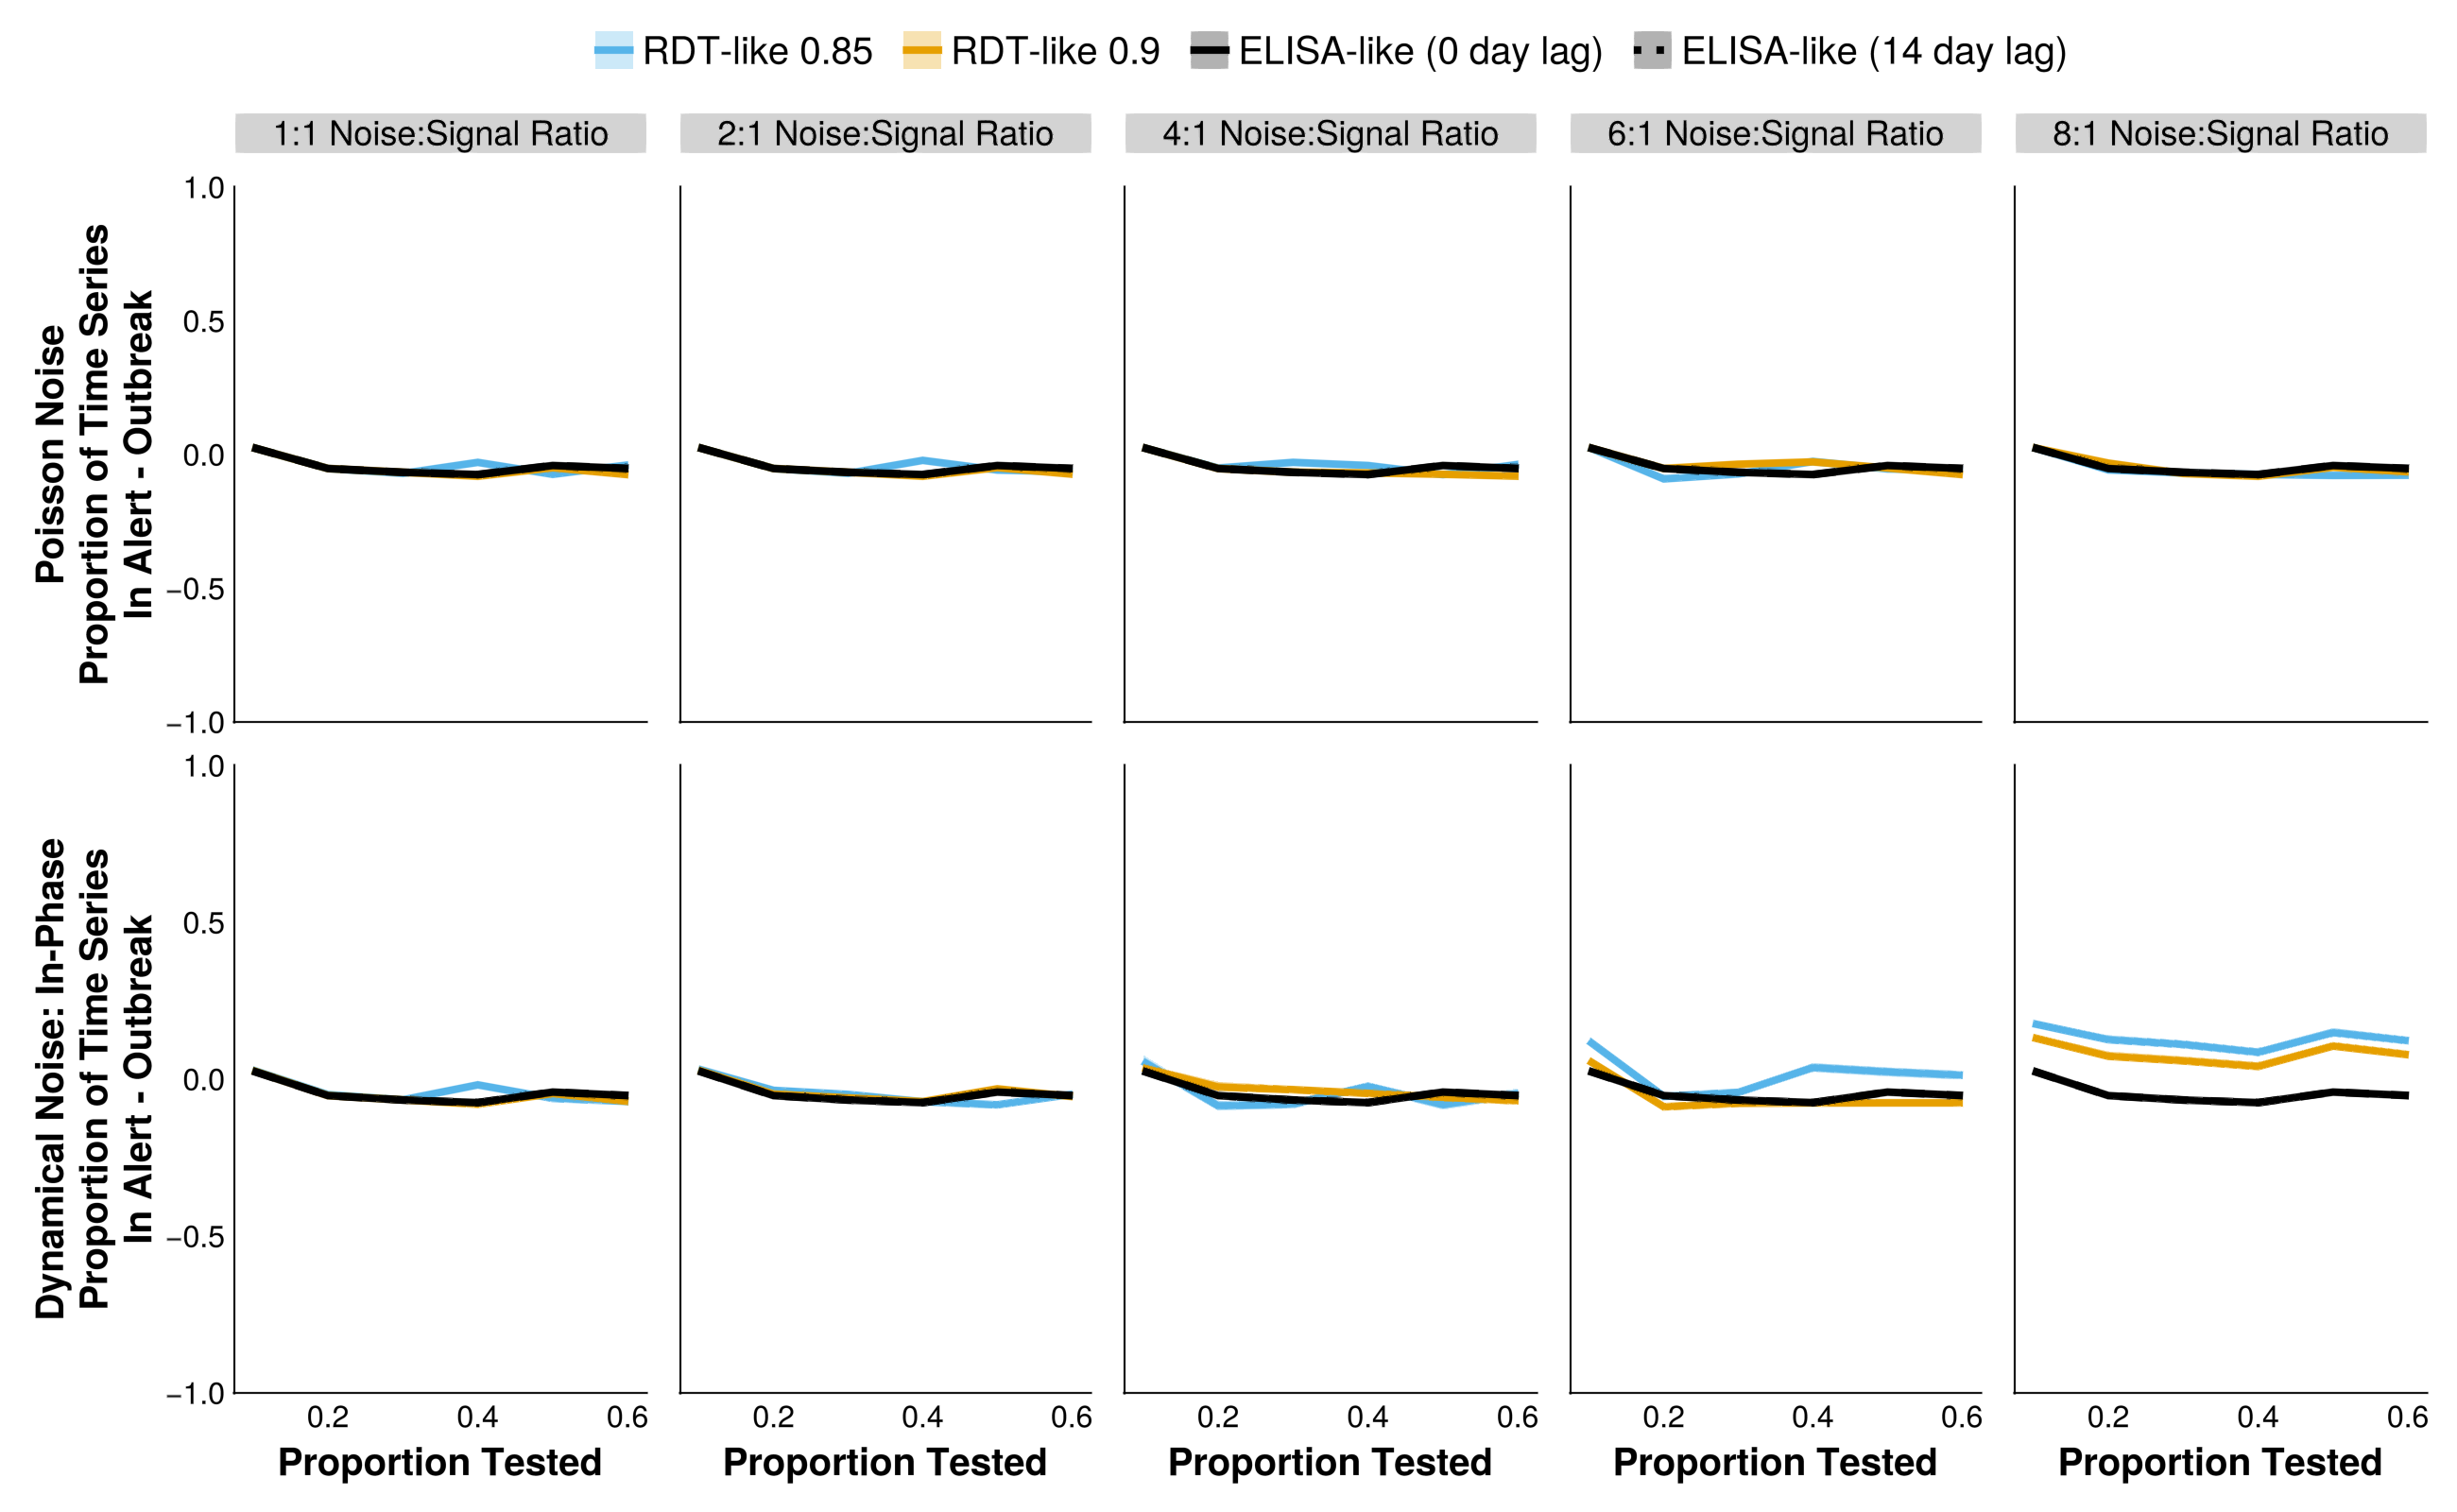 RDT-like 0.85 RDT-like 0.9 ELISA-like (0 day lag) ELISA-like (14 day lag)
1:1 Noise:Signal Ratio 2:1 Noise:Signal Ratio 4:1 Noise:Signal Ratio 6:1 Noise:Signal Ratio 8:1 Noise:Signal Ratio
Poisson Noise
Proportion of Time Series
In Alert - Outbreak
1.0
0.5
0.0
−0.5
−1.0
Dynamical Noise: In-Phase
Proportion of Time Series
In Alert - Outbreak
1.0
0.5
0.0
−0.5
−1.0
0.2 0.4 0.6 0.2 0.4 0.6 0.2 0.4 0.6 0.2 0.4 0.6 0.2 0.4 0.6
Proportion Tested Proportion Tested Proportion Tested Proportion Tested Proportion Tested